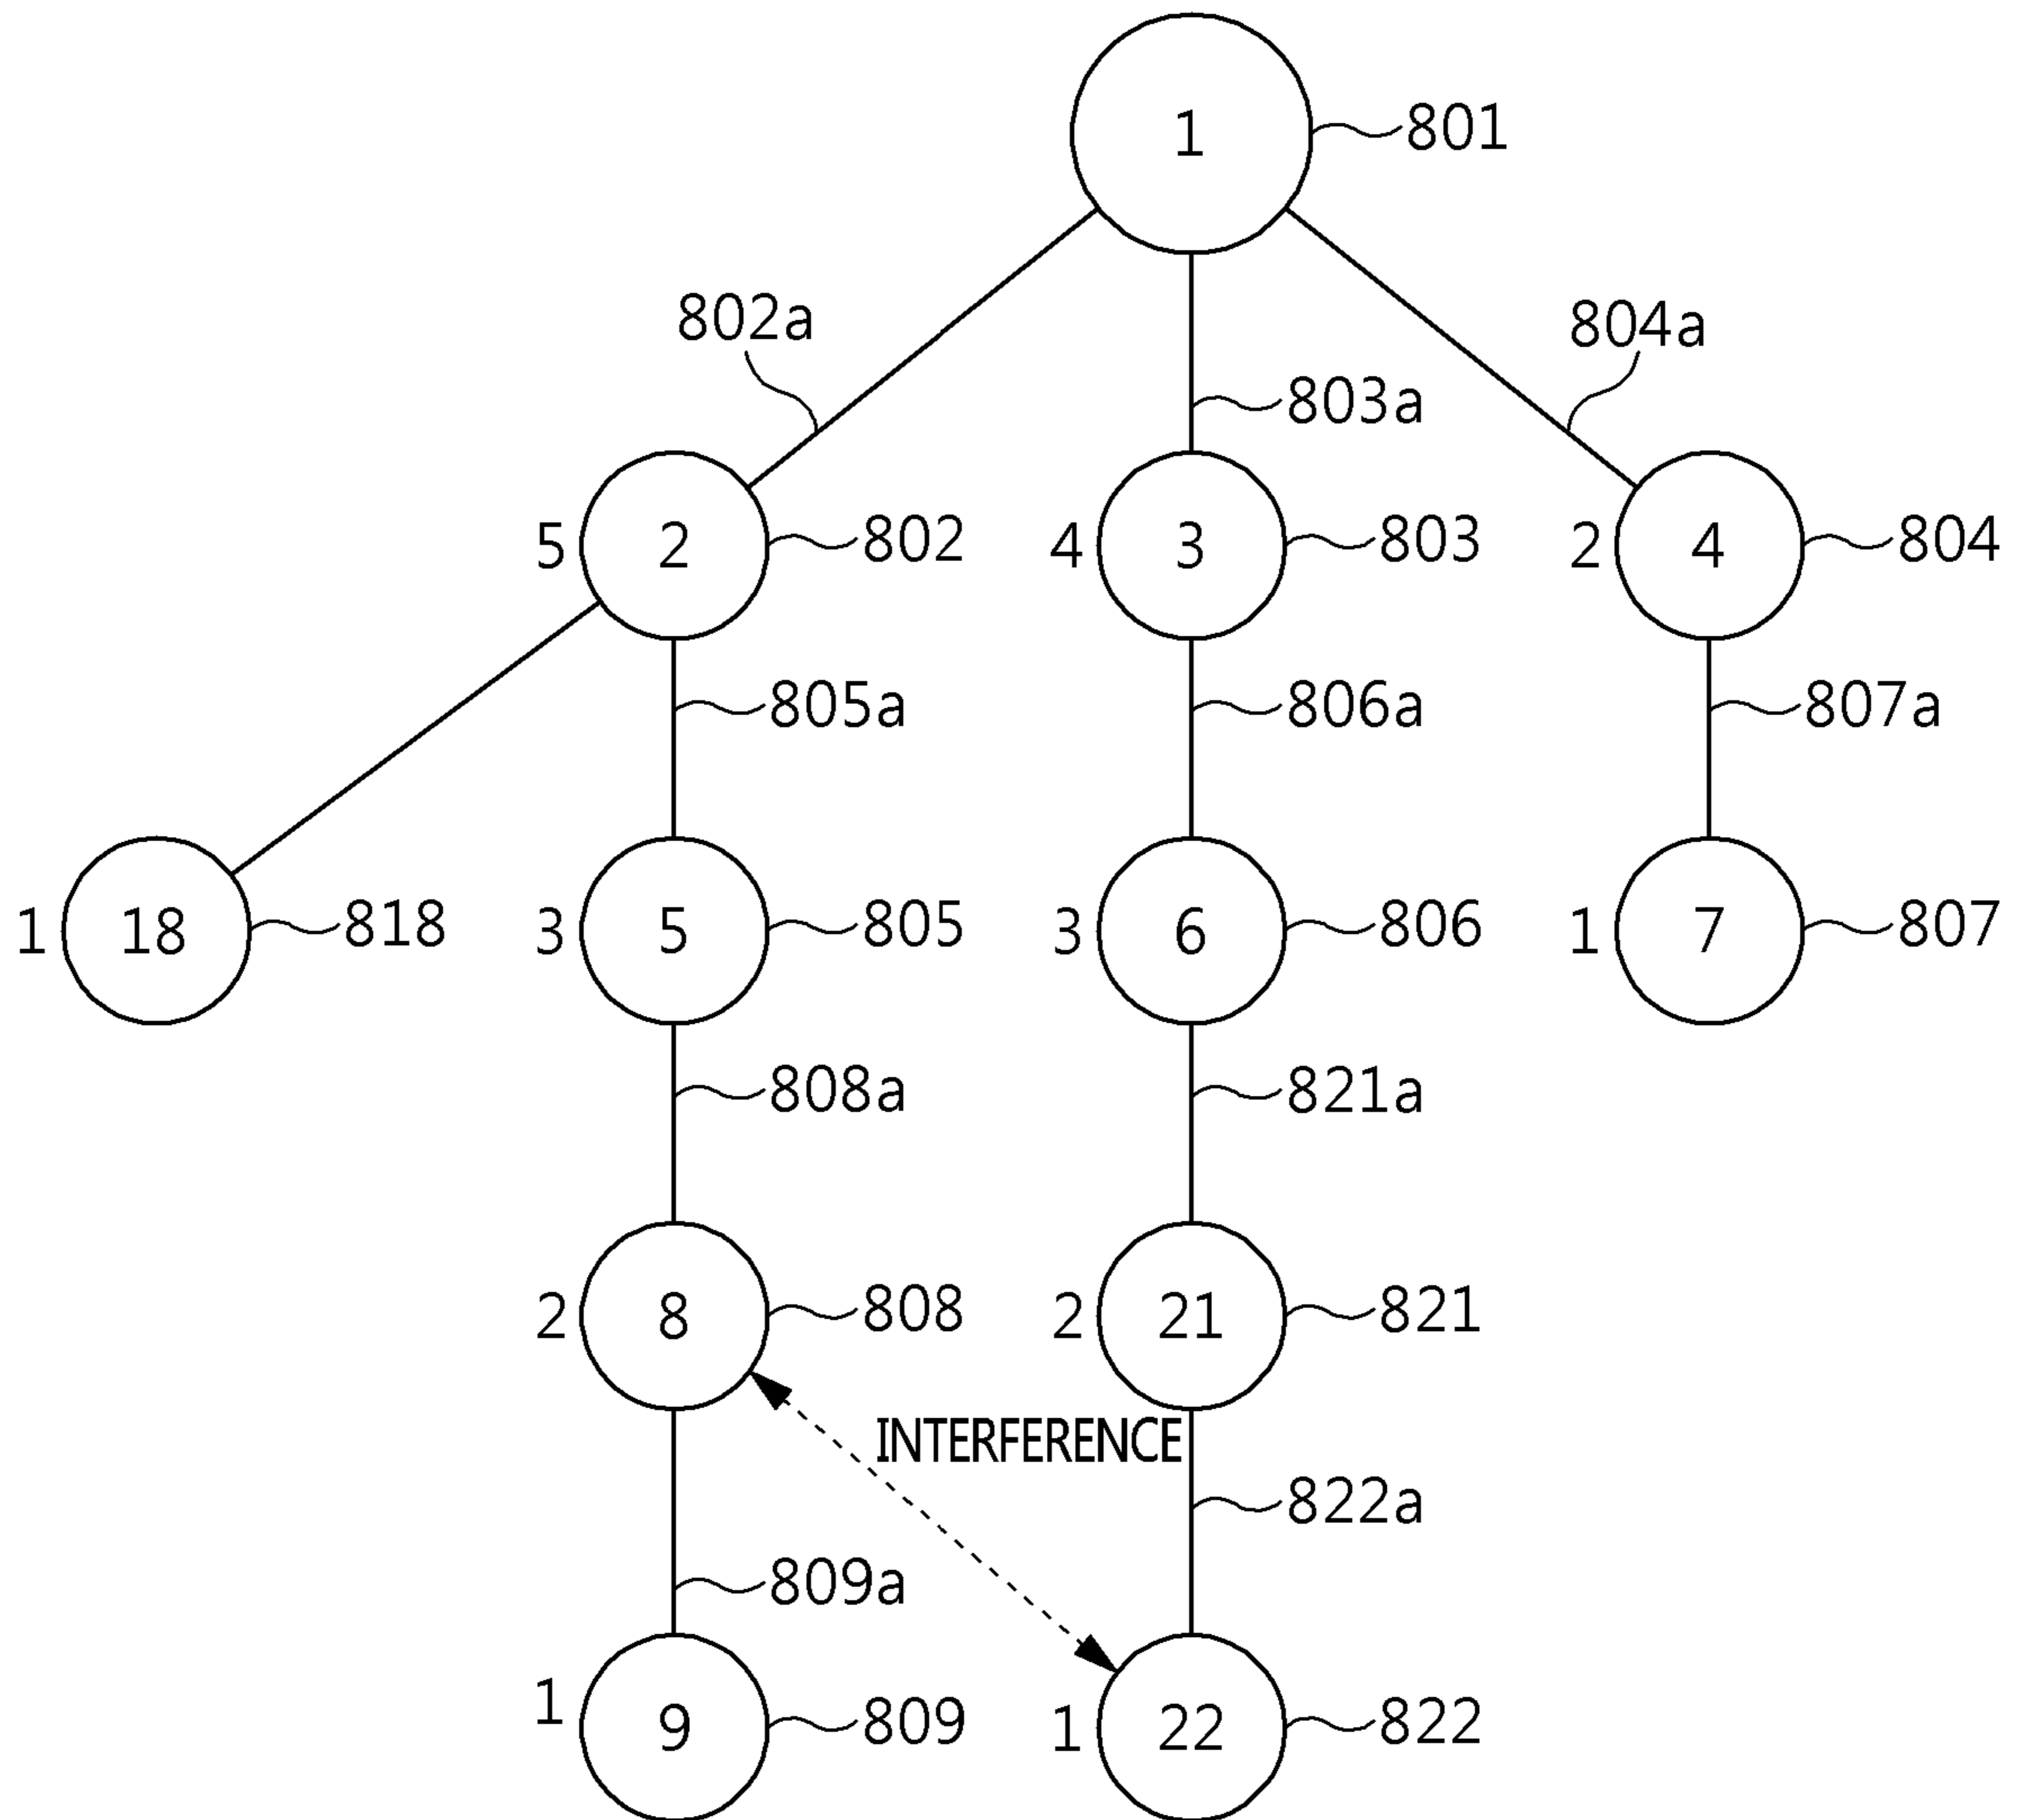 1 801
802a 804a
803a
5 2 802 4 3 803 2 4 804
805a 806a 807a
1 18 818 3 5 805 3 6 806 1 7 807
808a 821a
2 8 808 2 21 821
INTERFERENCE
822a
809a
1 9 809 1 22 822